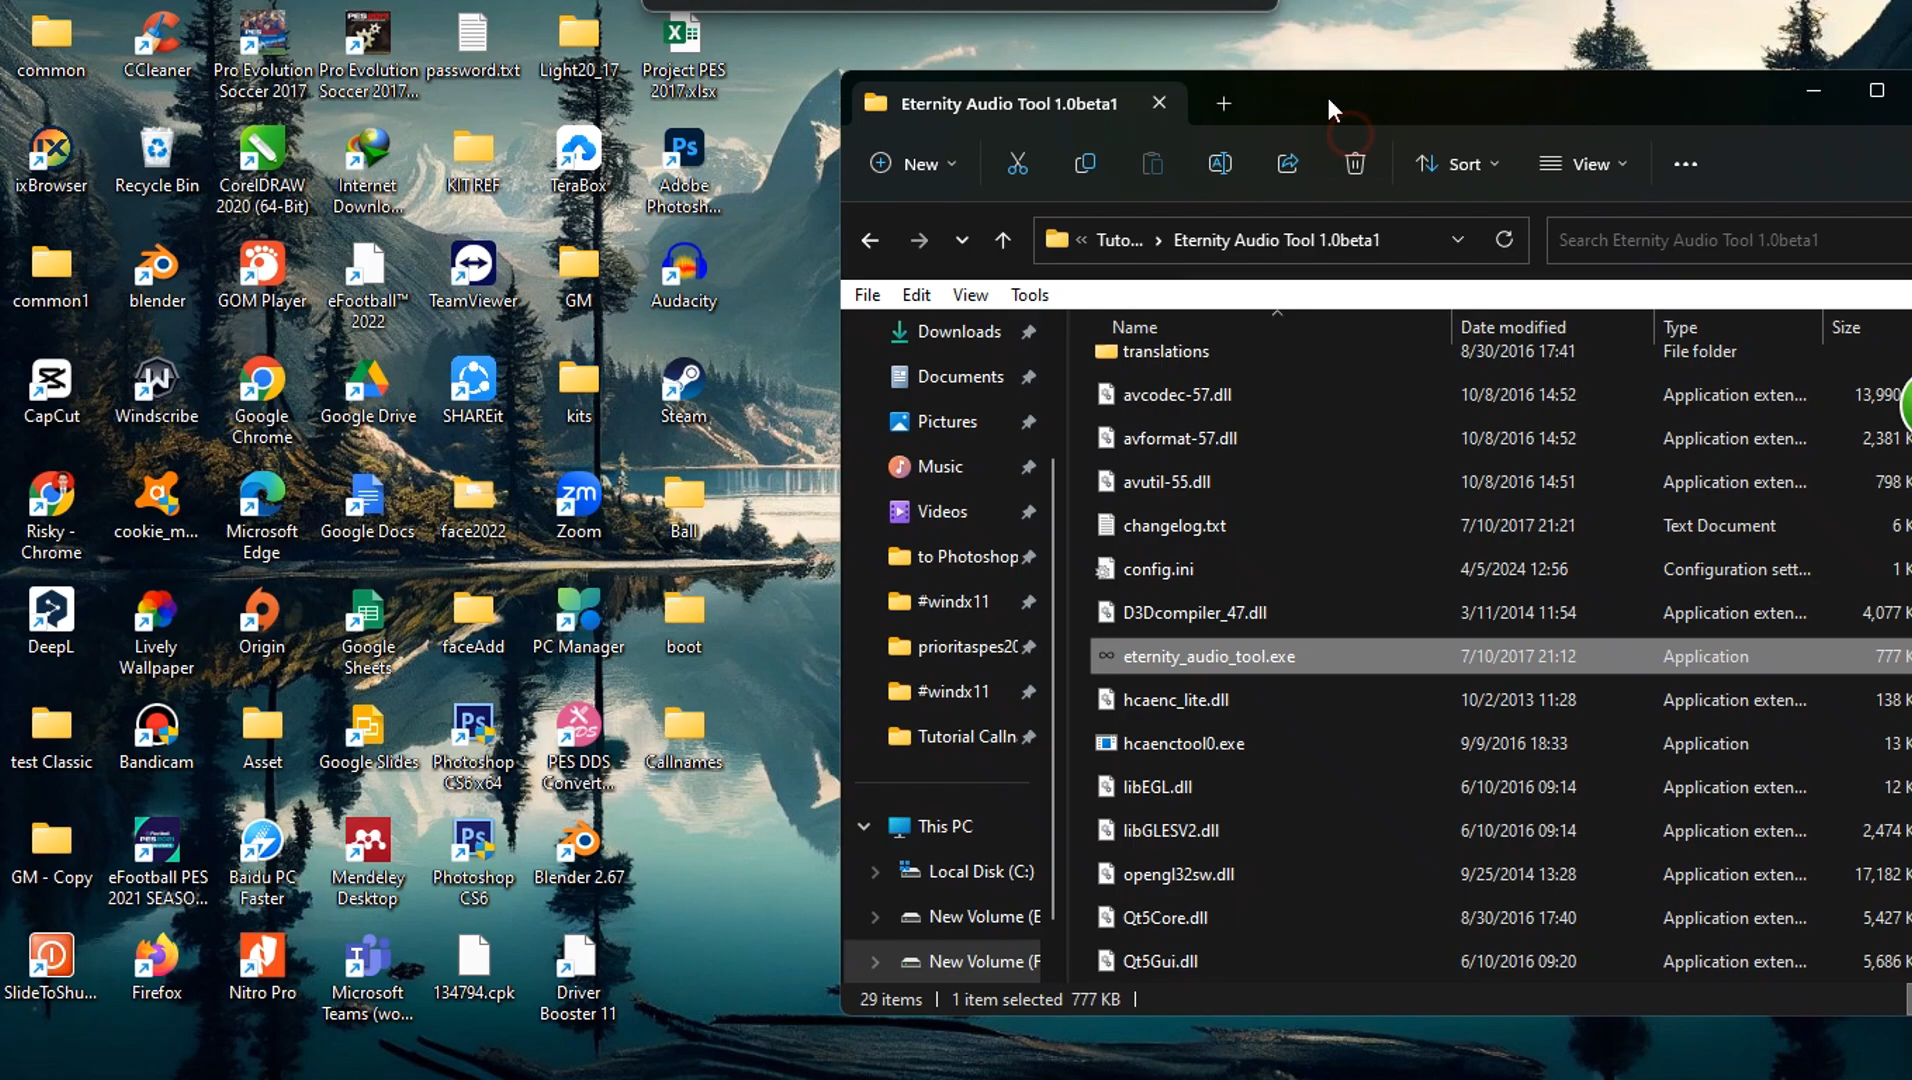 common
CCleaner
Pro Evolution
Soccer 2017
Pro Evolution
Soccer 2017...
password.txt
Light20_17
Project PES
2017.xlsx
ixBrowser
Recycle Bin
CorelDRAW
2020 (64-Bit)
Internet
Downlo...
KIT REF
TeraBox
Adobe
Photosh...
common1
blender
GOM Player
eFootball™
2022
TeamViewer
GM
Audacity
CapCut
Windscribe
Google
Chrome
Google Drive
SHAREit
kits
Steam
Risky -
Chrome
cookie_m...
Microsoft
Edge
Google Docs
face2022
Zoom
Ball
DeepL
Lively
Wallpaper
Origin
Google
Sheets
faceAdd
PC Manager
boot
test Classic
Bandicam
Asset
Google Slides
Photoshop
CS6 x64
PES DDS
Convert...
Callnames
GM - Copy
eFootball PES
2021 SEASO...
Baidu PC
Faster
Mendeley
Desktop
Photoshop
CS6
Blender 2.67
SlideToShu...
Firefox
Nitro Pro
Microsoft
Teams (wo...
134794.cpk
Driver
Booster 11
Eternity Audio Tool 1.0beta1
New
Sort
View
Tuto... Eternity Audio Tool 1.0beta1
Search Eternity Audio Tool 1.0beta1
File Edit View Tools
Downloads
Documents
Pictures
Music
Videos
to Photoshop
#windx11
prioritaspes20
#windx11
Tutorial Calln
This PC
Local Disk (C:)
New Volume (E
New Volume (F
Name Date modified Type Size
translations 8/30/2016 17:41 File folder
avcodec-57.dll 10/8/2016 14:52 Application exten... 13,990
avformat-57.dll 10/8/2016 14:52 Application exten... 2,381 K
avutil-55.dll 10/8/2016 14:51 Application exten... 798 K
changelog.txt 7/10/2017 21:21 Text Document 6 K
config.ini 4/5/2024 12:56 Configuration sett... 1 K
D3Dcompiler_47.dll 3/11/2014 11:54 Application exten... 4,077 K
eternity_audio_tool.exe 7/10/2017 21:12 Application 777 K
hcaenc_lite.dll 10/2/2013 11:28 Application exten... 138 K
hcaenctool0.exe 9/9/2016 18:33 Application 13 K
libEGL.dll 6/10/2016 09:14 Application exten... 12 K
libGLESV2.dll 6/10/2016 09:14 Application exten... 2,474 K
opengl32sw.dll 9/25/2014 13:28 Application exten... 17,182 K
Qt5Core.dll 8/30/2016 17:40 Application exten... 5,427 K
Qt5Gui.dll 6/10/2016 09:20 Application exten... 5,686 K
29 items | 1 item selected 777 KB |